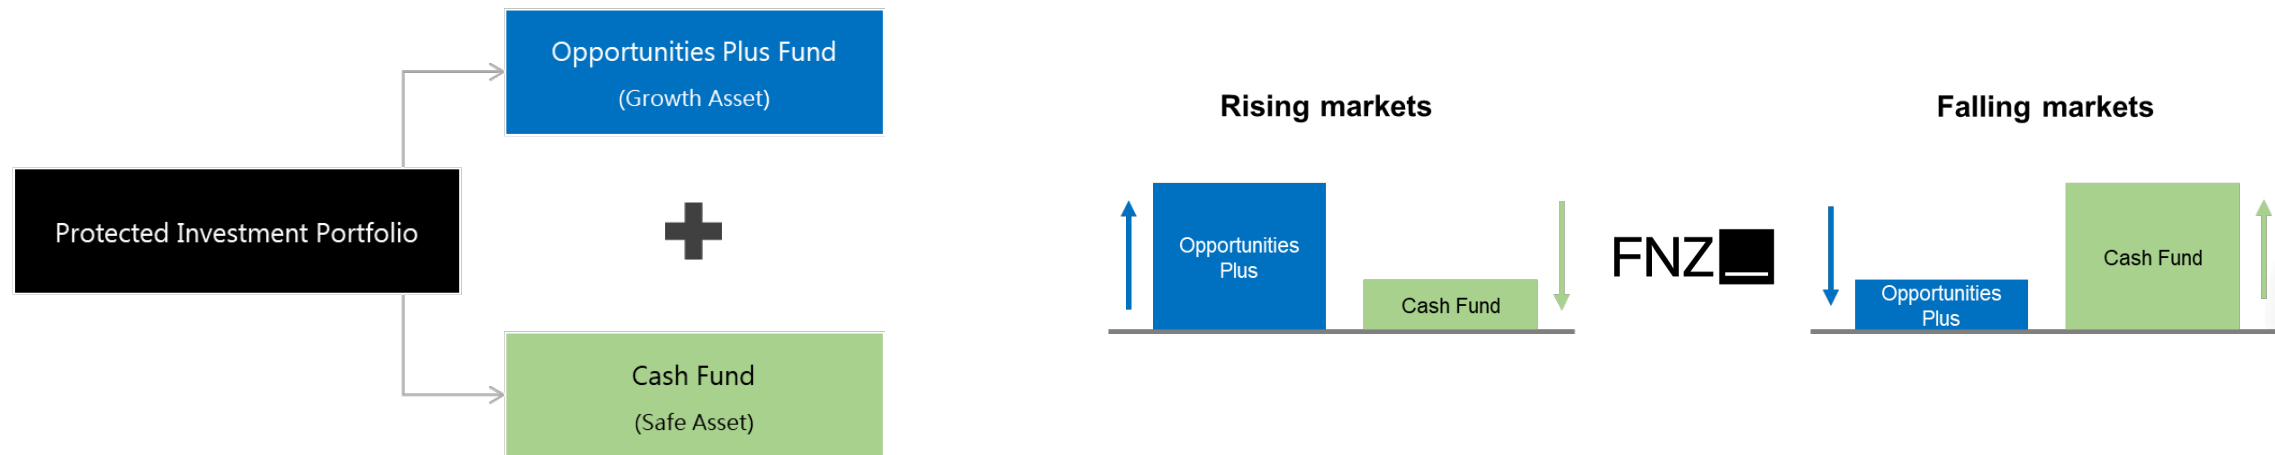 Opportunities Plus Fund
(Growth Asset)
Protected Investment Portfolio
Cash Fund
(Safe Asset)
Rising markets
Opportunities
Plus
Cash Fund
FNZ
Falling markets
Opportunities
Plus
Cash Fund